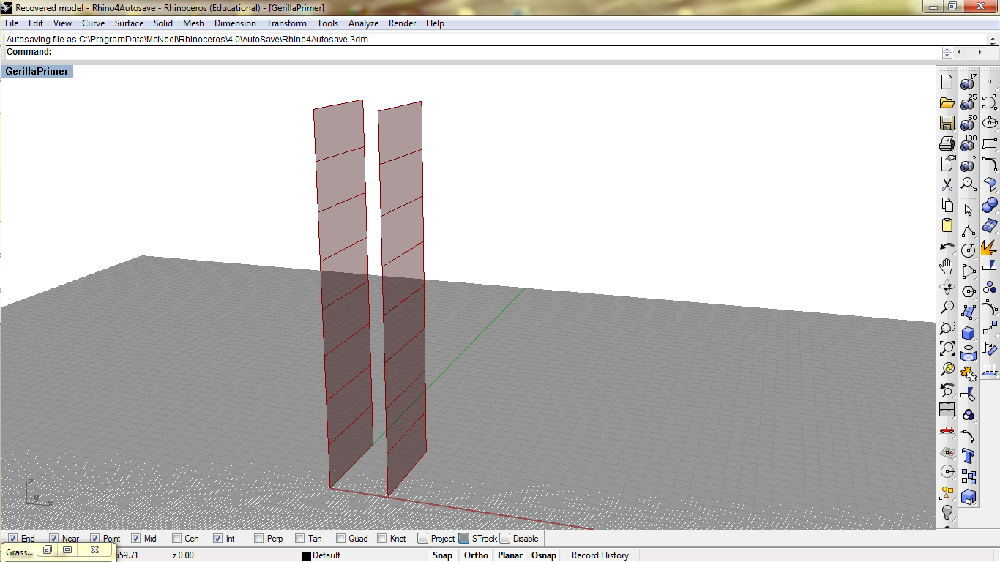 Recovered model - Rhino4Autosave - Rhinoceros (Educational) - [GerillaPrimer]
File Edit View Curve Surface Solid Mesh Dimension Transform Tools Analyze Render Help
Autosaving file as C:\ProgramData\McNeel\Rhinoceros\4.0\AutoSave\Rhino4Autosave.3dm
Command:
GerillaPrimer
17
25
50
100
?
z
y
x
End Near Point Mid Cen Int Perp Tan Quad Knot Project STrack Disable
Grass... 559.71 z 0.00 Default Snap Ortho Planar Osnap Record History